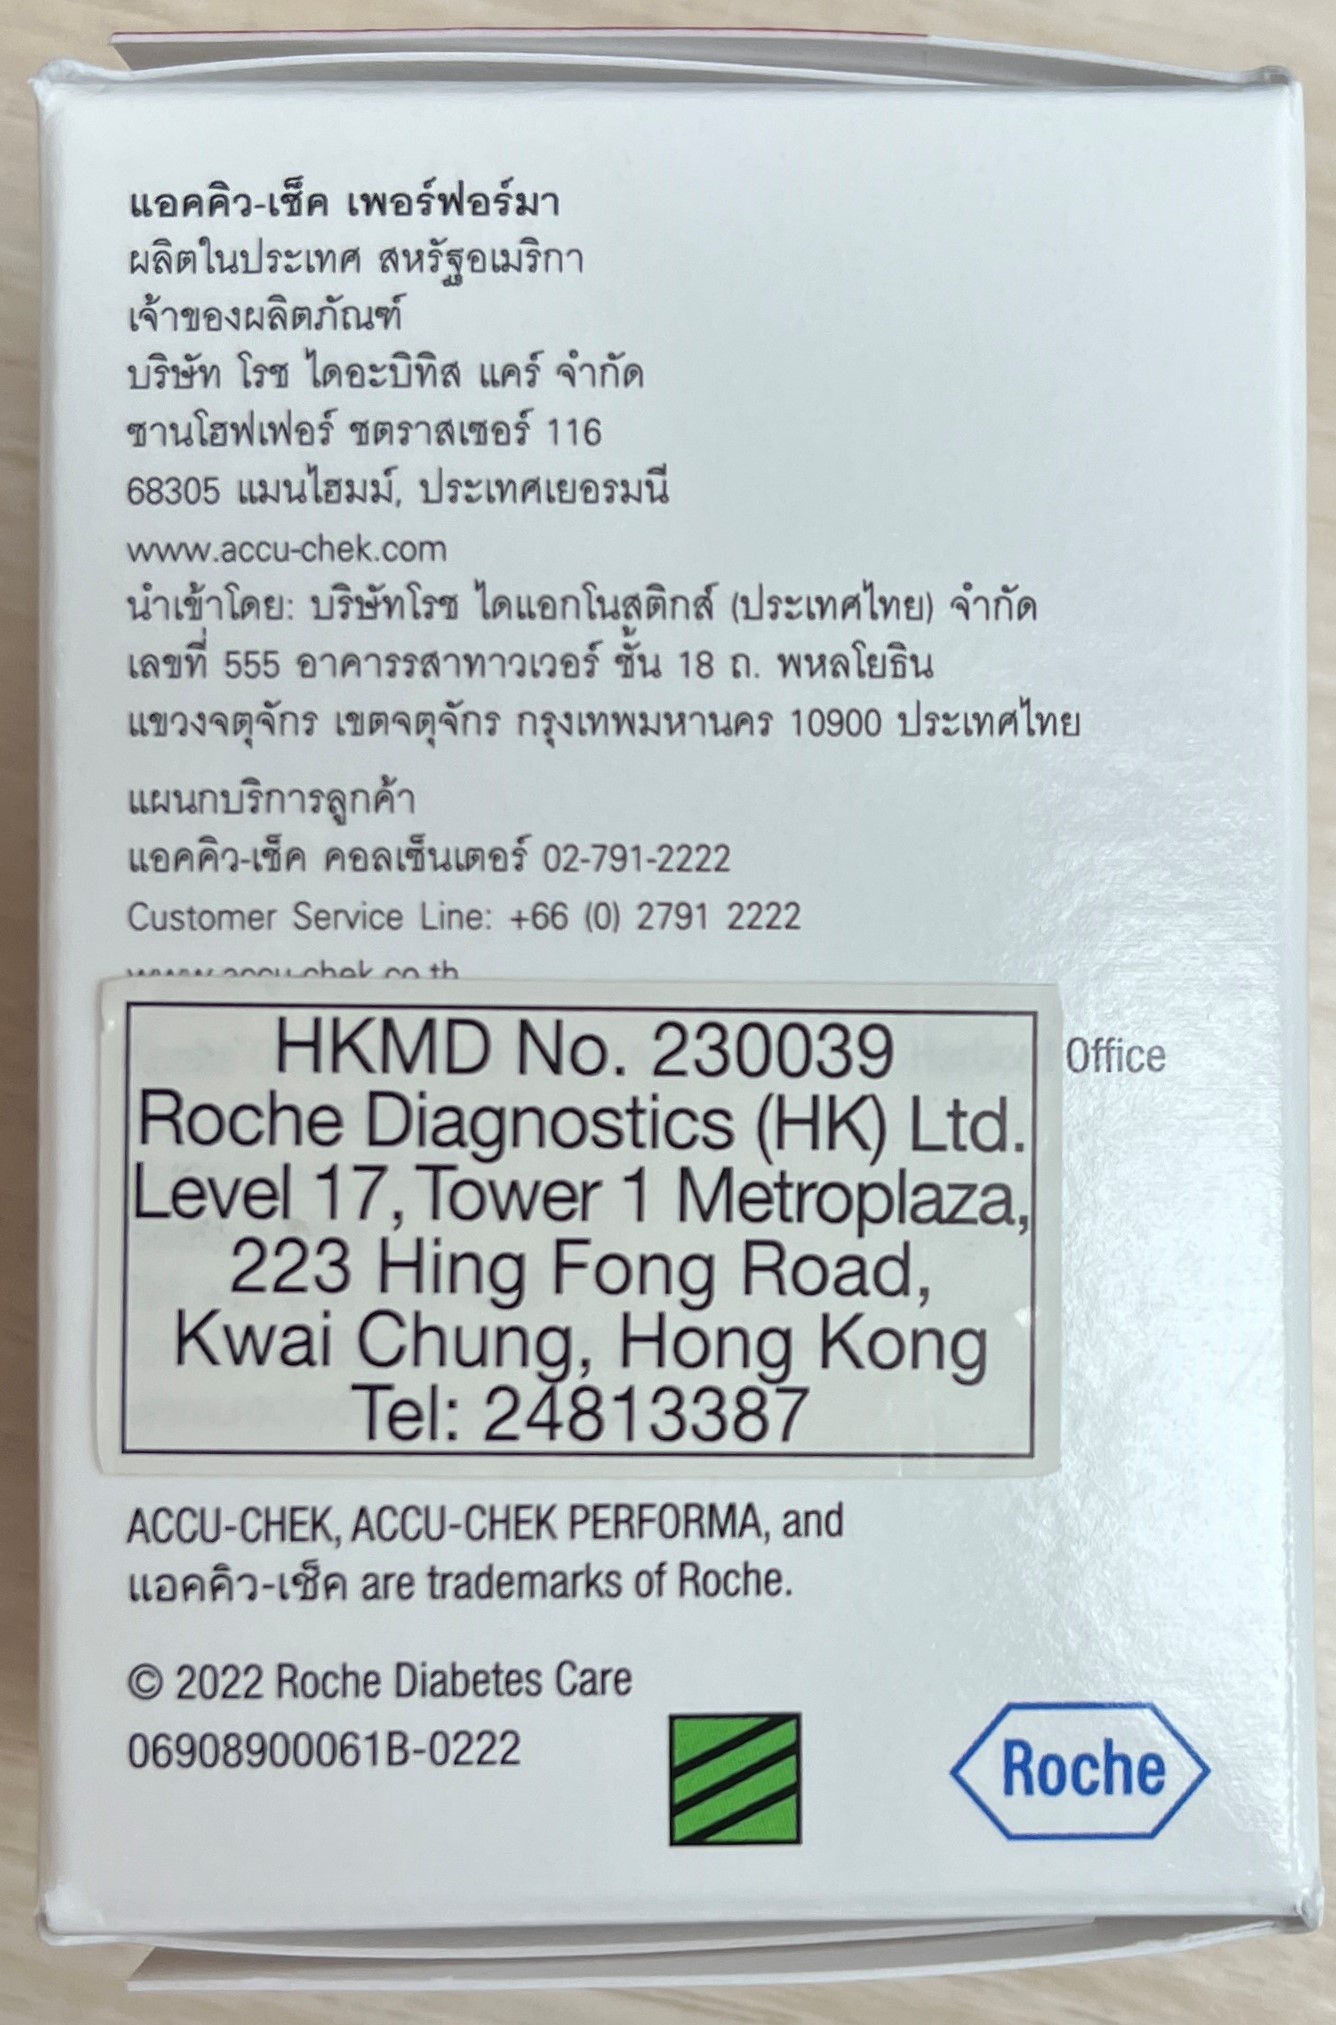 แอคคิว-เช็ค เพอร์ฟอร์มา
ผลิตในประเทศ สหรัฐอเมริกา
เจ้าของผลิตภัณฑ์
บริษัท โรช ไดอะบิทิส แคร์ จำกัด
ซานโฮฟเฟอร์ ชตราสเซอร์ 116
68305 แมนไฮมม์, ประเทศเยอรมนี
www.accu-chek.com
นำเข้าโดย: บริษัทโรช ไดแอกโนสติกส์ (ประเทศไทย) จำกัด
เลขที่ 555 อาคารรสาทาวเวอร์ ชั้น 18 ถ. พหลโยธิน
แขวงจตุจักร เขตจตุจักร กรุงเทพมหานคร 10900 ประเทศไทย
แผนกบริการลูกค้า
แอคคิว-เช็ค คอลเซ็นเตอร์ 02-791-2222
Customer Service Line: +66 (0) 2791 2222
www.accu-chek.co.th
HKMD No. 230039
Office
Roche Diagnostics (HK) Ltd.
Level 17, Tower 1 Metroplaza,
223 Hing Fong Road,
Kwai Chung, Hong Kong
Tel: 24813387
ACCU-CHEK, ACCU-CHEK PERFORMA, and
แอคคิว-เช็ค are trademarks of Roche.
© 2022 Roche Diabetes Care
06908900061B-0222
Roche